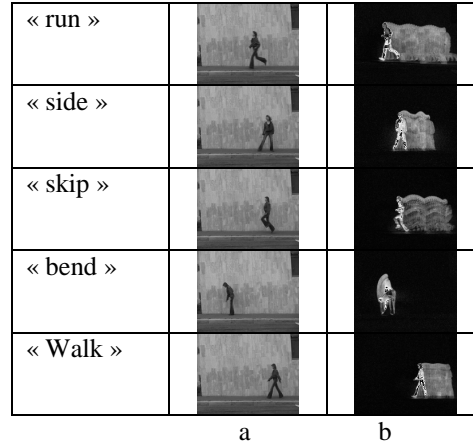 « run »
« side »
« skip »
« bend »
« Walk »
a b